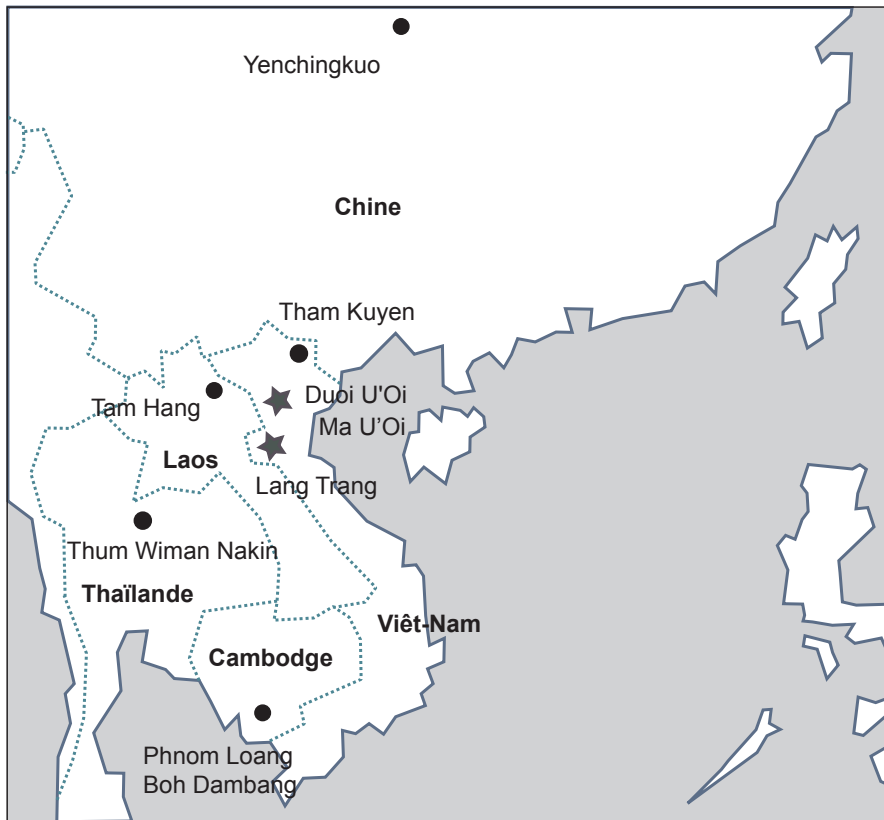 Yenchingkuo
Chine
Tham Kuyen
Duoi U'Oi
Tam Hang
Ma U’Oi
Laos
Lang Trang
Thum Wiman Nakin
Thaïlande
Viêt-Nam
Cambodge
Phnom Loang
Boh Dambang